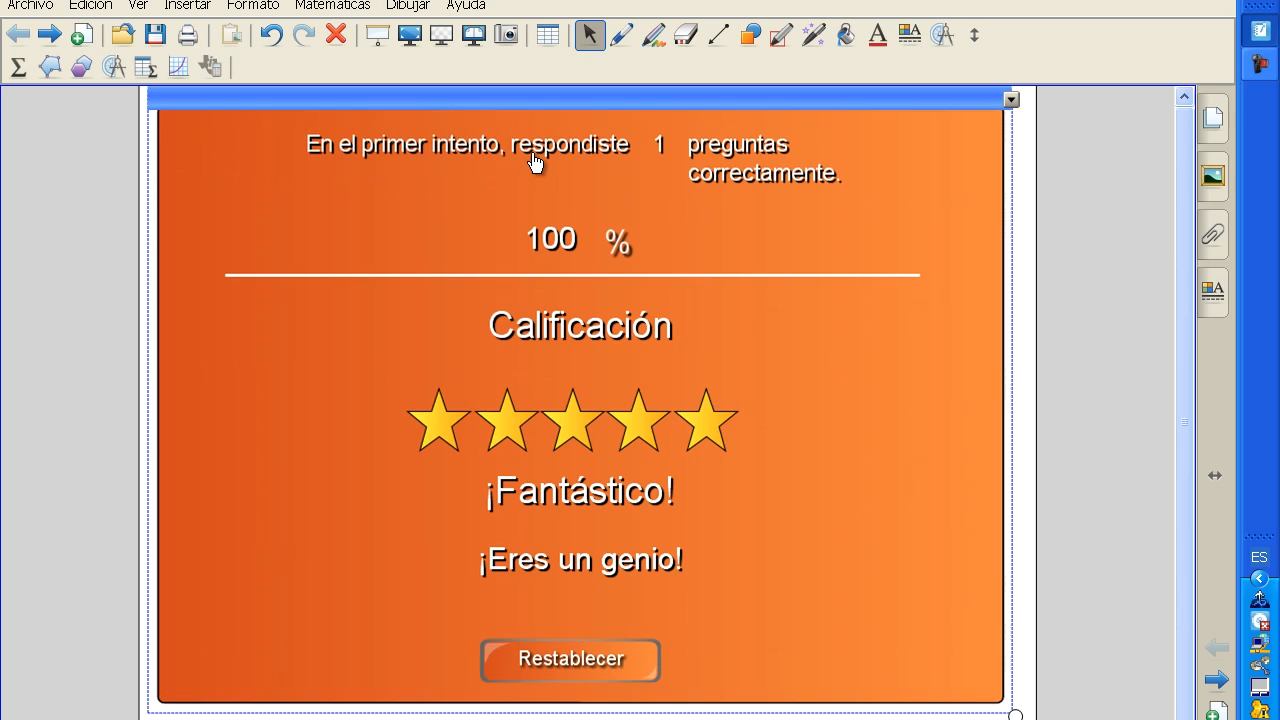 Archivo Edición Ver Insertar Formato Matemáticas Dibujar Ayuda
En el primer intento, respondiste 1 preguntas
correctamente.
100 %
Calificación
¡Fantástico!
¡Eres un genio!
Restablecer
ES